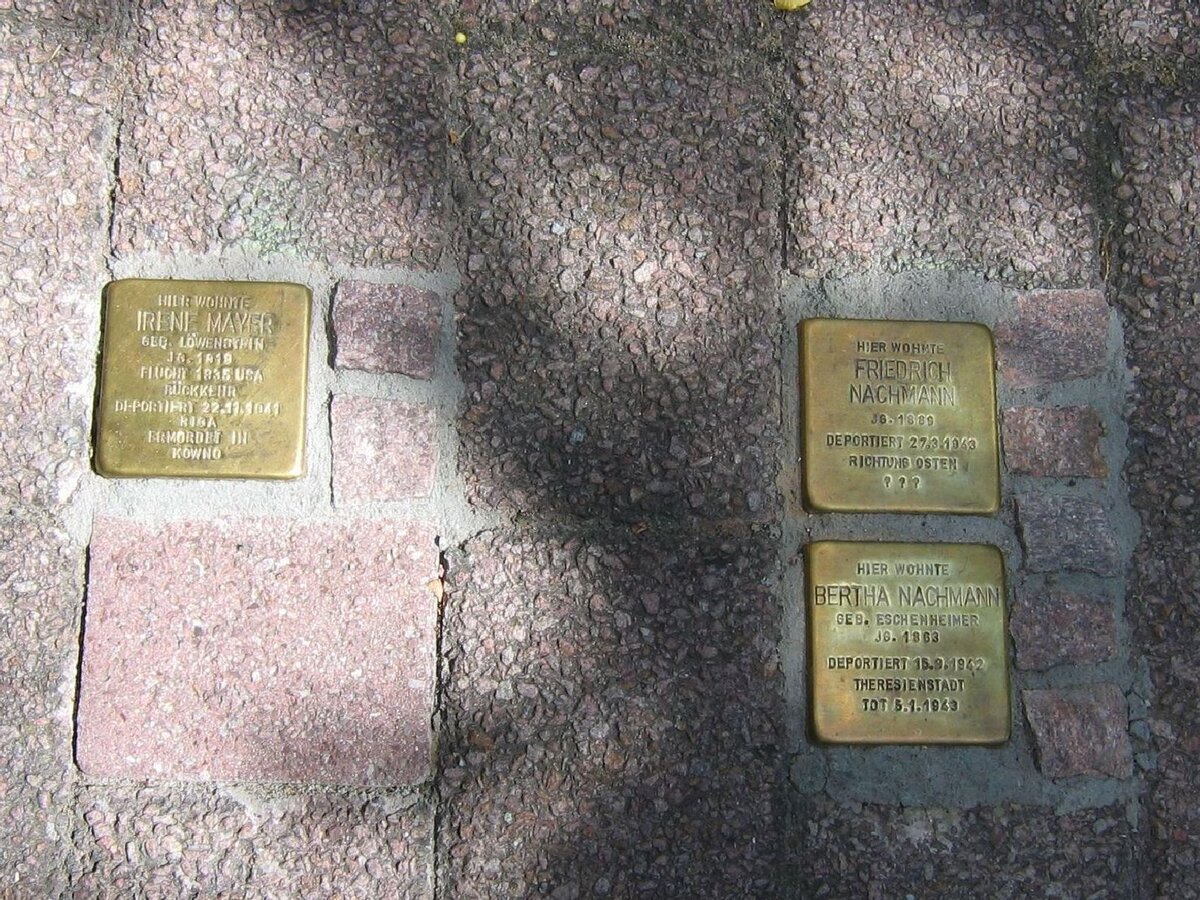 HIER WOHNTE
IRENE MAYER
GEB. LÖWENSTEIN
JG. 1919
FLUCHT 1935 USA
RÜCKKEHR
DEPORTIERT 22.11.1941
RIGA
ERMORDET IN
KOWNO
HIER WOHNTE
FRIEDRICH
NACHMANN
JG. 1869
DEPORTIERT 27.3.1943
RICHTUNG OSTEN
? ? ?
HIER WOHNTE
BERTHA NACHMANN
GEB. ESCHENHEIMER
JG. 1863
DEPORTIERT 15.9.1942
THERESIENSTADT
TOT 5.1.1943